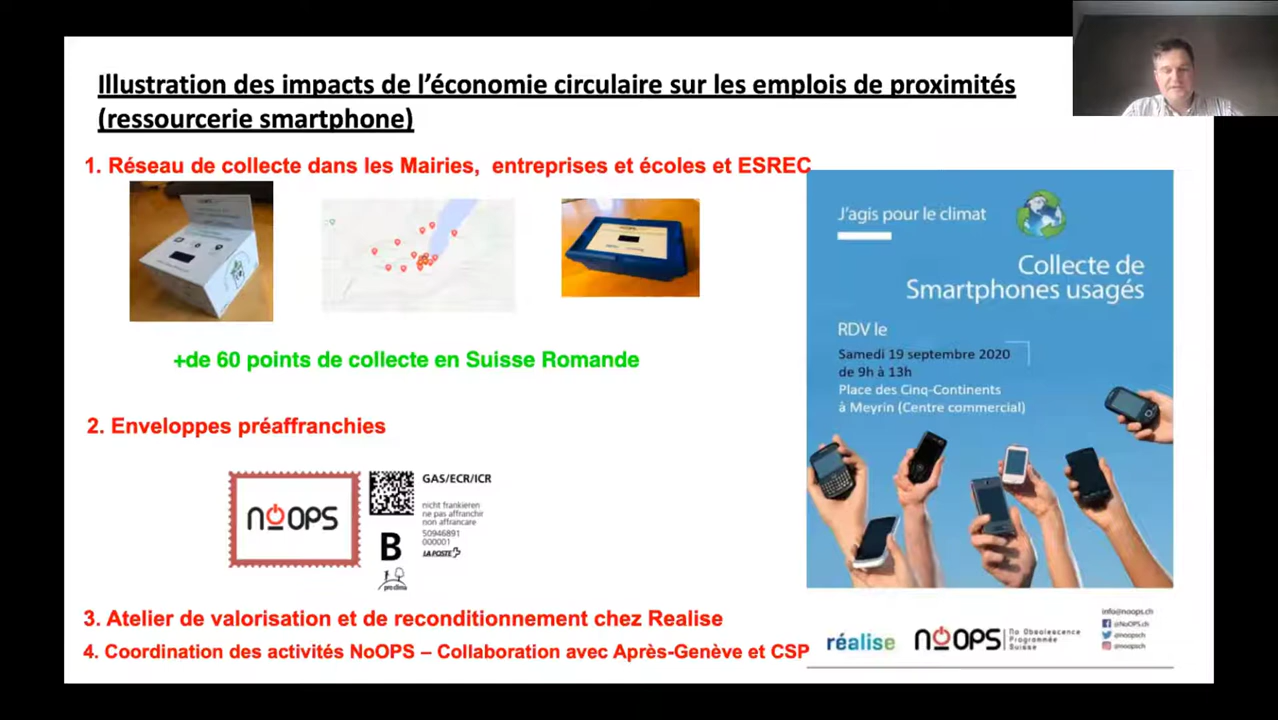 Illustration des impacts de l'économie circulaire sur les emplois de proximités
(ressourcerie smartphone)
1. Réseau de collecte dans les Mairies, entreprises et écoles et ESREC
+de 60 points de collecte en Suisse Romande
2. Enveloppes préaffranchies
NOOPS
GAS/ECR/ICR
nicht frankieren
ne pas affranchir
non affrancare
50946891
000001
B
LA POSTE
pro clima
3. Atelier de valorisation et de reconditionnement chez Realise
4. Coordination des activités NoOPS – Collaboration avec Après-Genève et CSP
J'agis pour le climat
Collecte de
Smartphones usagés
RDV le
Samedi 19 septembre 2020
de 9h à 13h
Place des Cinq-Continents
à Meyrin (Centre commercial)
réalise
NOOPS
No Obsolescence
Programmée
Suisse
info@noops.ch
@NoOPS.ch
@noopsch
@noopsch